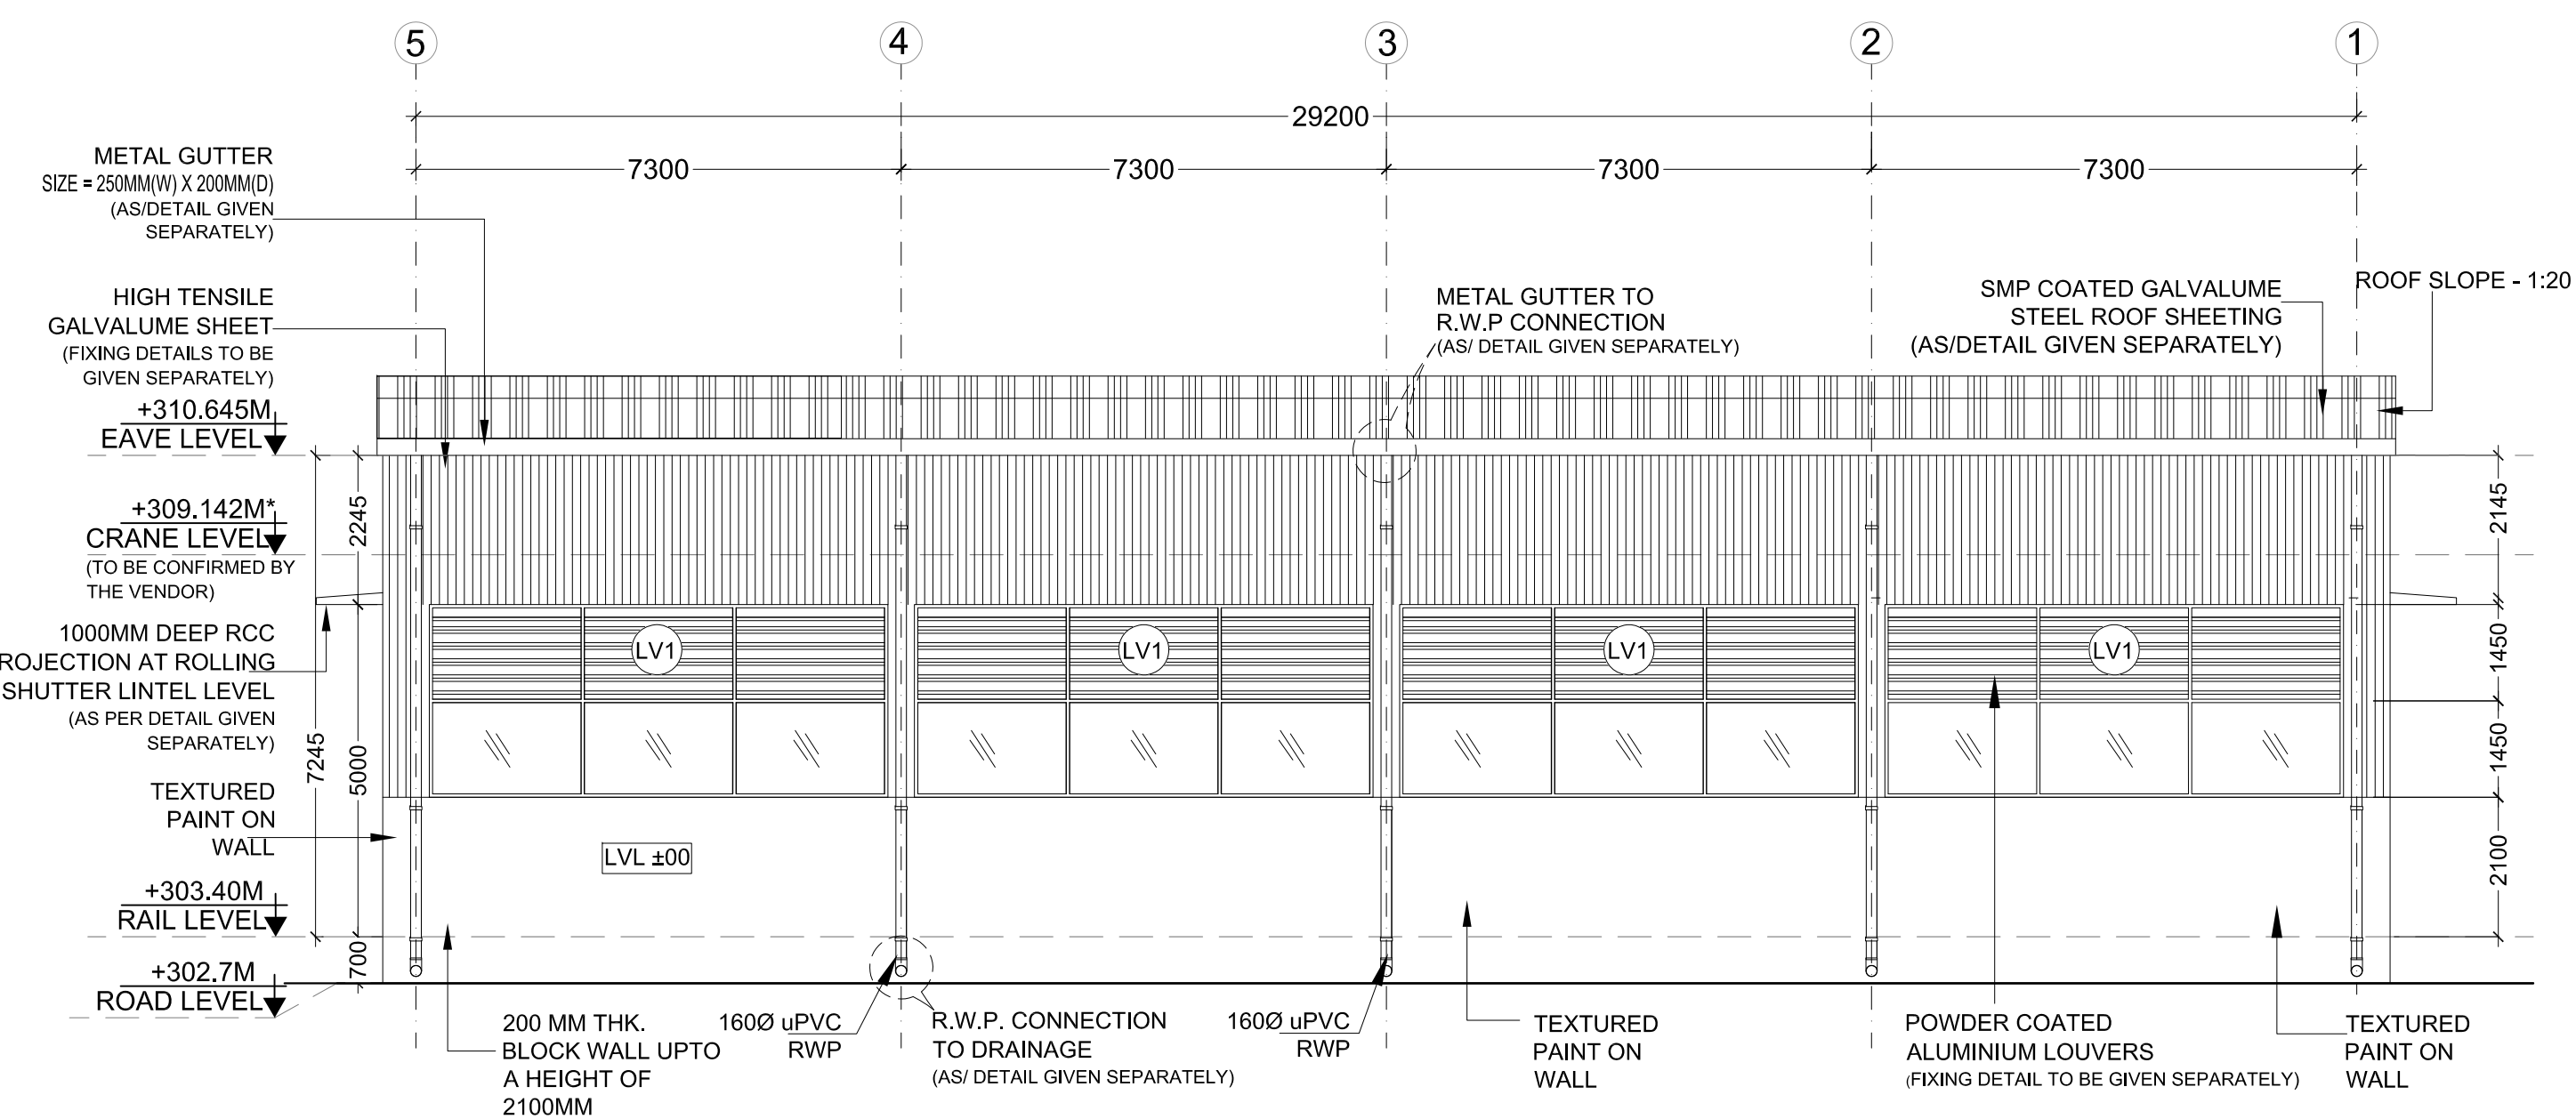 5
4
3
2
1
29200
7300
7300
7300
7300
METAL GUTTER
SIZE = 250MM(W) X 200MM(D)
(AS/DETAIL GIVEN
SEPARATELY)
HIGH TENSILE
GALVALUME SHEET
(FIXING DETAILS TO BE
GIVEN SEPARATELY)
METAL GUTTER TO
R.W.P CONNECTION
(AS/ DETAIL GIVEN SEPARATELY)
SMP COATED GALVALUME
STEEL ROOF SHEETING
(AS/DETAIL GIVEN SEPARATELY)
ROOF SLOPE - 1:20
+310.645M
EAVE LEVEL
+309.142M*
CRANE LEVEL
(TO BE CONFIRMED BY
THE VENDOR)
1000MM DEEP RCC
ROJECTION AT ROLLING
SHUTTER LINTEL LEVEL
(AS PER DETAIL GIVEN
SEPARATELY)
TEXTURED
PAINT ON
WALL
+303.40M
RAIL LEVEL
+302.7M
ROAD LEVEL
7245
2245
5000
700
LV1
LV1
LV1
LV1
LVL ±00
2145
1450
1450
2100
200 MM THK.
BLOCK WALL UPTO
A HEIGHT OF
2100MM
160Ø uPVC
RWP
R.W.P. CONNECTION
TO DRAINAGE
(AS/ DETAIL GIVEN SEPARATELY)
160Ø uPVC
RWP
TEXTURED
PAINT ON
WALL
POWDER COATED
ALUMINIUM LOUVERS
(FIXING DETAIL TO BE GIVEN SEPARATELY)
TEXTURED
PAINT ON
WALL